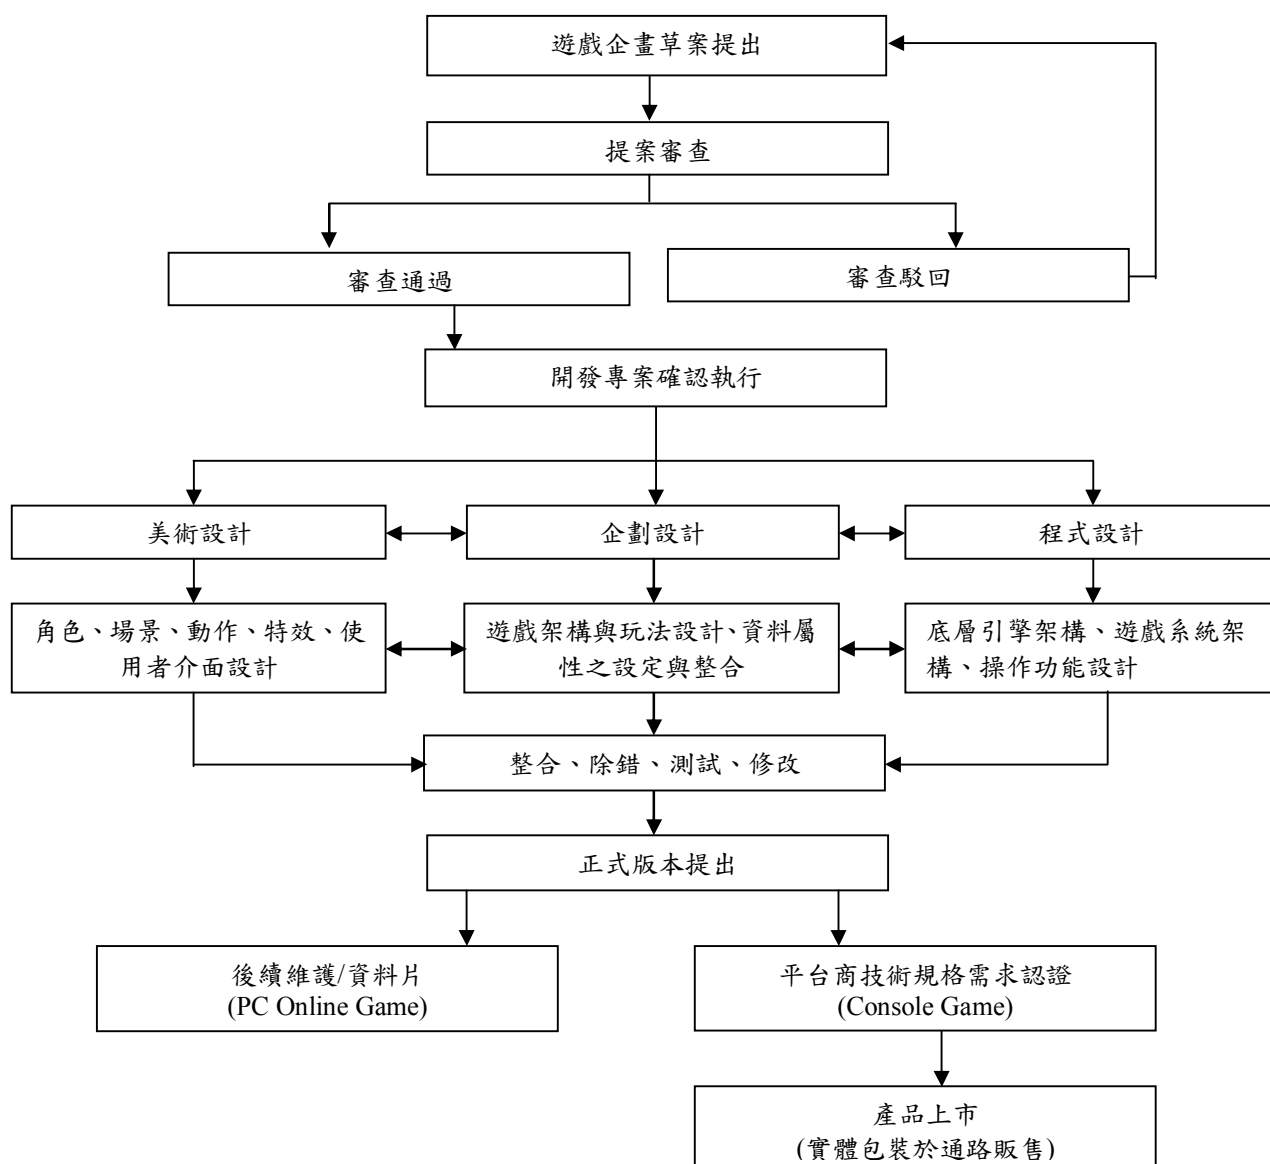 遊戲企畫草案提出
提案審查
審查通過
審查駁回
開發專案確認執行
美術設計
企劃設計
程式設計
角色、場景、動作、特效、使
用者介面設計
遊戲架構與玩法設計、資料屬
性之設定與整合
底層引擎架構、遊戲系統架
構、操作功能設計
整合、除錯、測試、修改
正式版本提出
後續維護/資料片
(PC Online Game)
平台商技術規格需求認證
(Console Game)
產品上市
(實體包裝於通路販售)